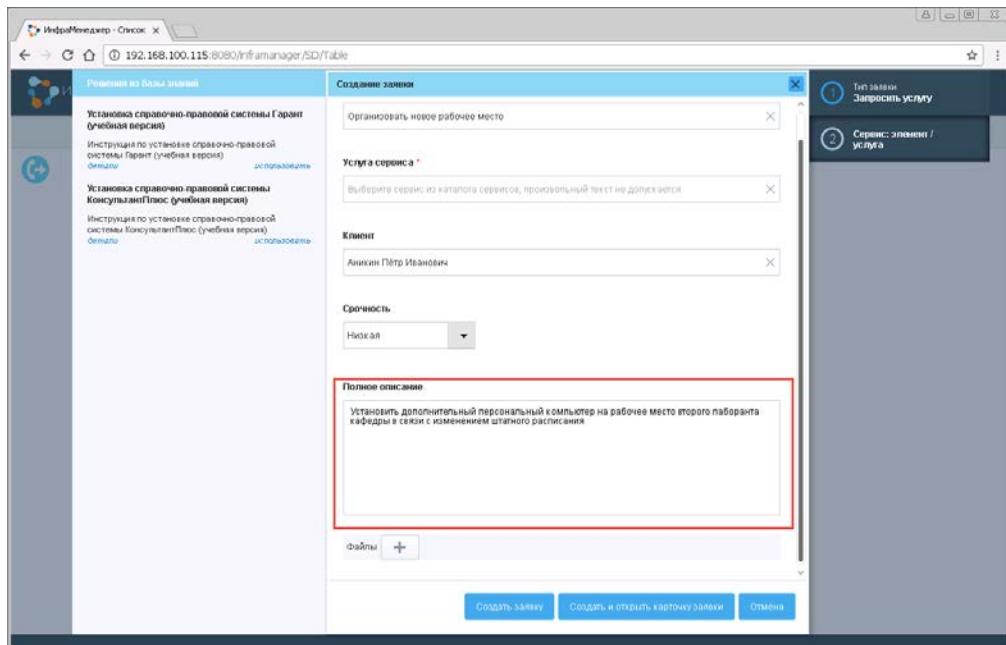 ИнфраМенеджер - Список
192.168.100.115:8080/inframanager/SD/Table
Решения из базы знаний
Установка справочно-правовой системы Гарант
(учебная версия)
Инструкция по установке справочно-правовой
системы Гарант (учебная версия)
детали
использовать
Установка справочно-правовой системы
КонсультантПлюс (учебная версия)
Инструкция по установке справочно-правовой
системы КонсультантПлюс (учебная версия)
детали
использовать
Создание заявки
Организовать новое рабочее место
Услуга сервиса *
Выберите сервис из каталога сервисов, произвольный текст не допускается
Клиент
Аникин Пётр Иванович
Срочность
Низкая
Полное описание
Установить дополнительный персональный компьютер на рабочее место второго лаборанта
кафедры в связи с изменением штатного расписания
Файлы
Создать заявку
Создать и открыть карточку заявки
Отмена
1
Тип заявки
Запросить услугу
2
Сервис: элемент /
услуга